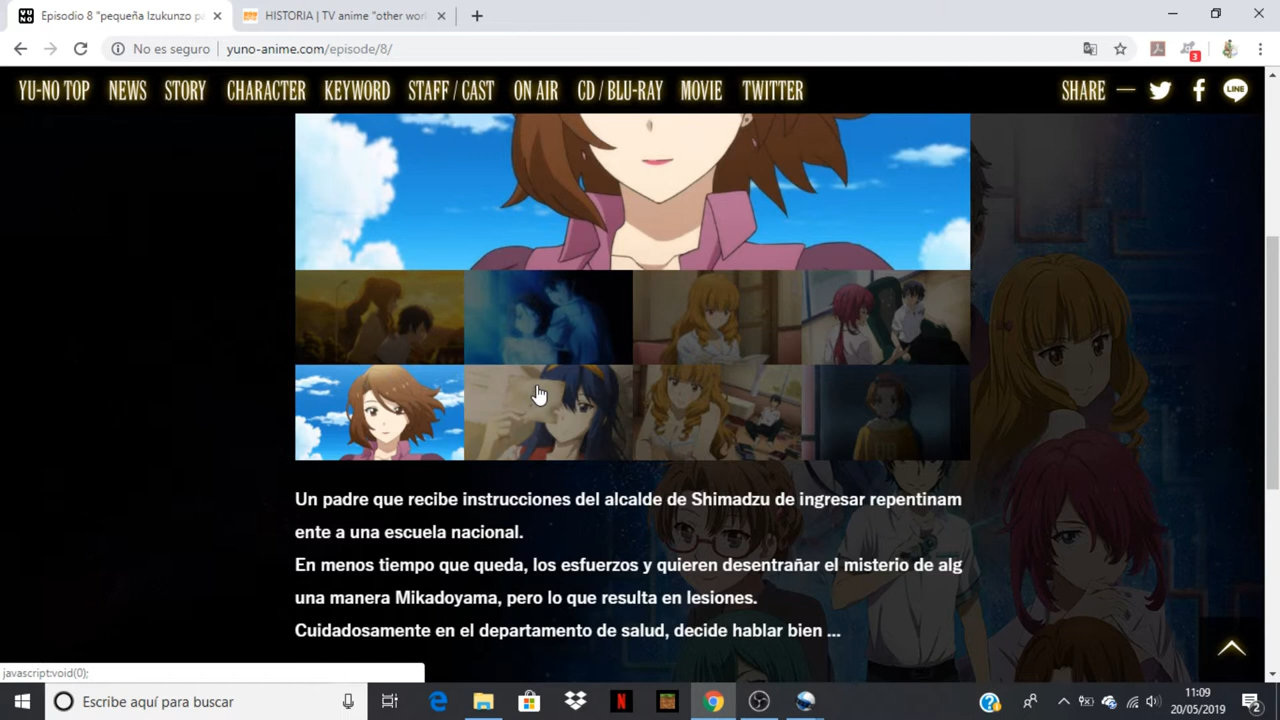 Episodio 8 "pequeña Izukunzo pa
HISTORIA | TV anime "other wor
No es seguro
yuno-anime.com/episode/8/
3
YU-NO TOP NEWS STORY CHARACTER KEYWORD STAFF / CAST ON AIR CD / BLU-RAY MOVIE TWITTER SHARE
LINE
Un padre que recibe instrucciones del alcalde de Shimadzu de ingresar repentinam
ente a una escuela nacional.
En menos tiempo que queda, los esfuerzos y quieren desentrañar el misterio de alg
una manera Mikadoyama, pero lo que resulta en lesiones.
Cuidadosamente en el departamento de salud, decide hablar bien ...
javascript:void(0);
Escribe aquí para buscar
11:09
20/05/2019
2